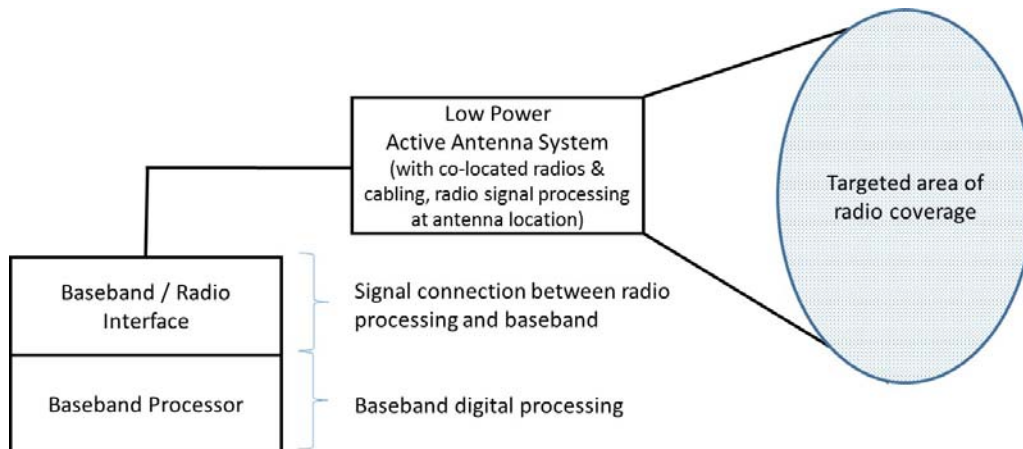 Low Power
Active Antenna System
(with co-located radios &
cabling, radio signal processing
at antenna location)
Targeted area of
radio coverage
Baseband / Radio
Interface
Signal connection between radio
processing and baseband
Baseband Processor
Baseband digital processing